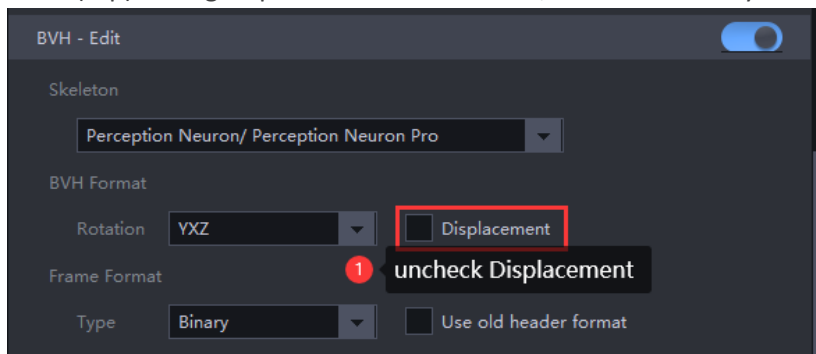 BVH - Edit
Skeleton
Perception Neuron/ Perception Neuron Pro
BVH Format
Rotation YXZ Displacement
1 uncheck Displacement
Frame Format
Type Binary Use old header format